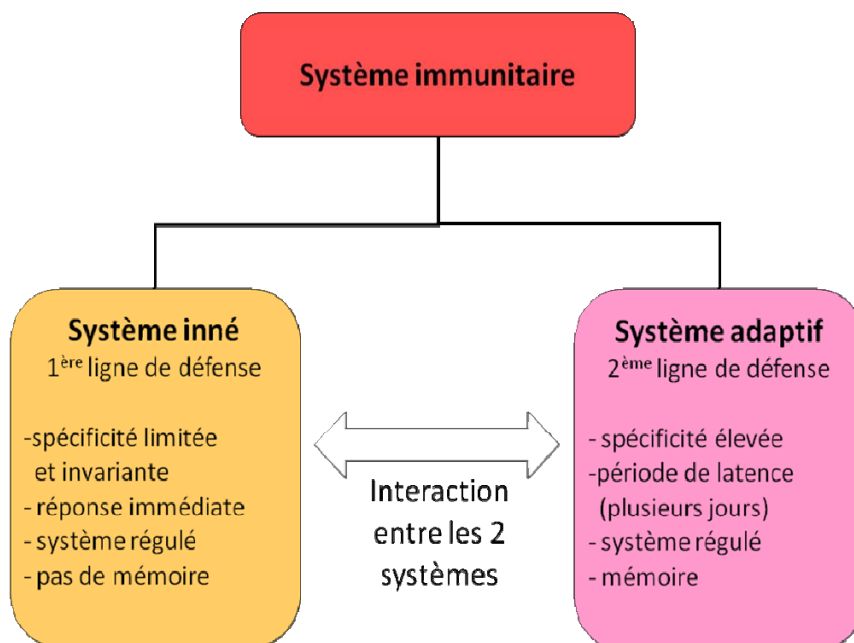 Système immunitaire
Système inné
1ère ligne de défense
-spécificité limitée
et invariante
- réponse immédiate
- système régulé
- pas de mémoire
Interaction
entre les 2
systèmes
Système adaptif
2ème ligne de défense
- spécificité élevée
-période de latence
(plusieurs jours)
- système régulé
- mémoire